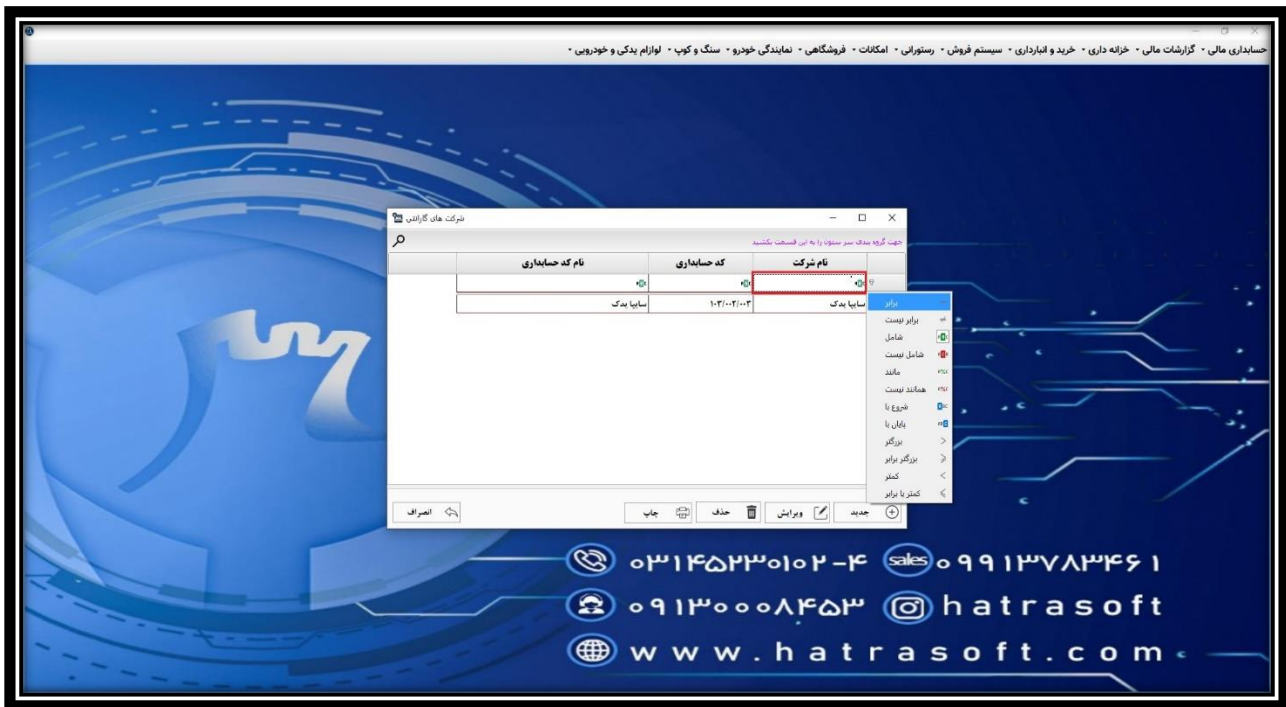 حسابداری مالی - گزارشات مالی - خزانه داری - خرید و انبارداری - سیستم فروش - رستورانی - امکانات - فروشگاهی - نمایندگی خودرو - سنگ و کوپ - لوازم یدکی و خودرویی -
شرکت های گارانتی
جهت گروه بندی سر ستون را به این قسمت بکشید
نام شرکت کد حسابداری نام کد حسابداری
سایپا یدک ۱۰۳/۰۰۲/۰۰۳ سایپا یدک
برابر
برابر نیست
شامل
شامل نیست
مانند
همانند نیست
شروع با
پایان با
بزرگتر
بزرگتر برابر
کمتر
کمتر یا برابر
جدید ویرایش حذف چاپ انصراف
۰۳۱۴۵۲۳۰۱۰۲-۴ sales ۰۹۹۱۳۷۸۳۴۶۱
۰۹۱۳۰۰۰۸۴۵۳ hatrasoft
www.hatrasoft.com